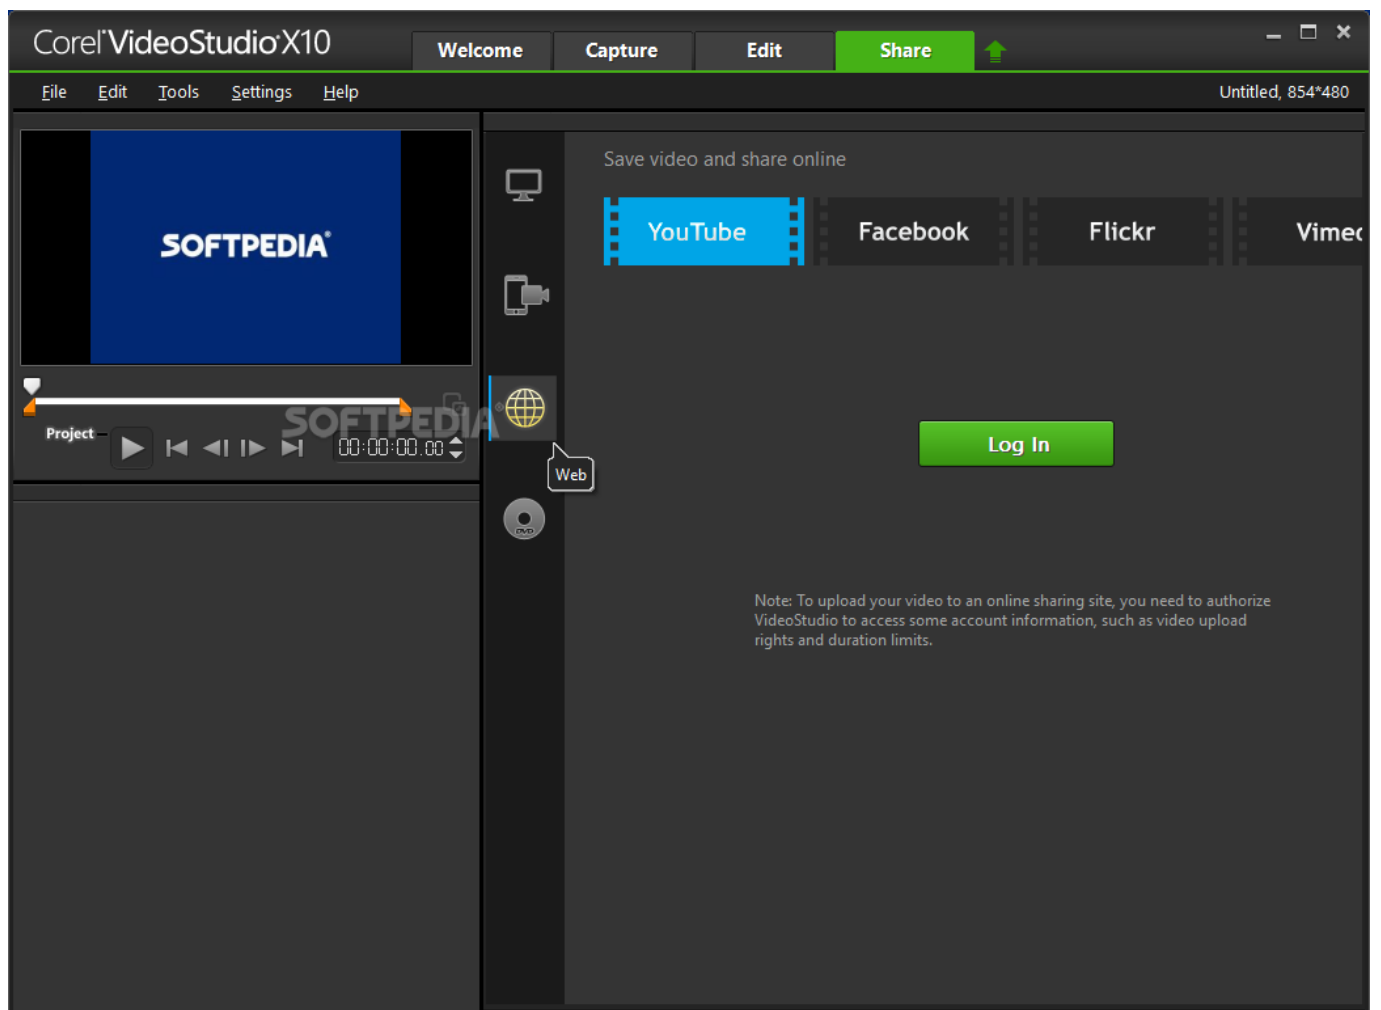 Corel VideoStudio X10
Welcome
Capture
Edit
Share
File Edit Tools Settings Help
Untitled, 854*480
SOFTPEDIA®
Project
00:00:00.00
SOFTPEDIA®
Web
DVD
Save video and share online
YouTube
Facebook
Flickr
Vimeo
Log In
Note: To upload your video to an online sharing site, you need to authorize
VideoStudio to access some account information, such as video upload
rights and duration limits.